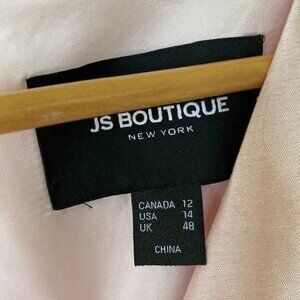 JS BOUTIQUE
NEW YORK
CANADA 12
USA 14
UK 48
CHINA